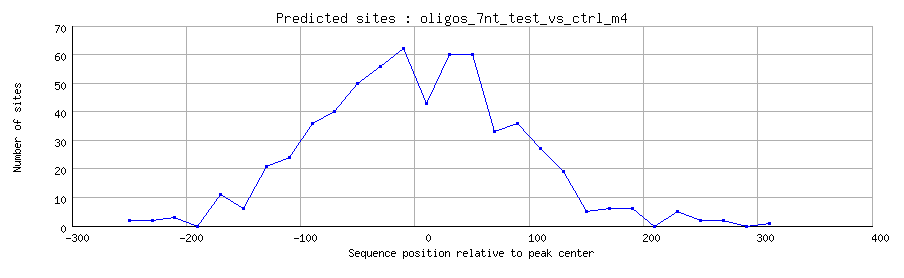 Predicted sites : oligos_7nt_test_vs_ctrl_m4
70
60
50
40
30
20
10
0
Number of sites
-300 -200 -100 0 100 200 300 400
Sequence position relative to peak center